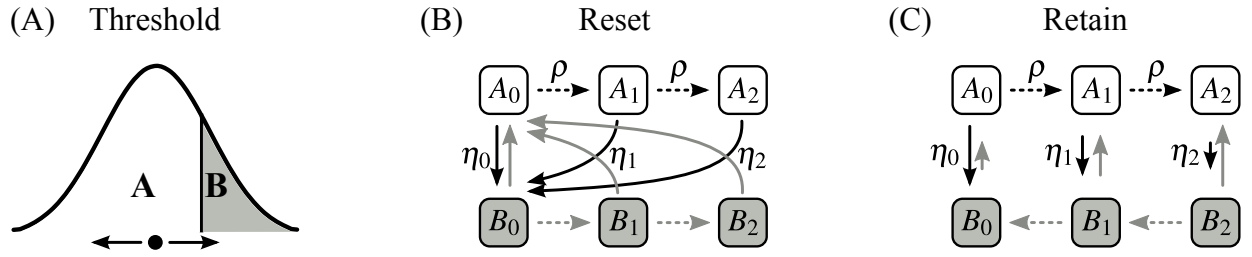 (A) Threshold
A B
(B) Reset
ρ ρ
A₀ A₁ A₂
η₀ η₁ η₂
B₀ B₁ B₂
(C) Retain
ρ ρ
A₀ A₁ A₂
η₀ η₁ η₂
B₀ B₁ B₂